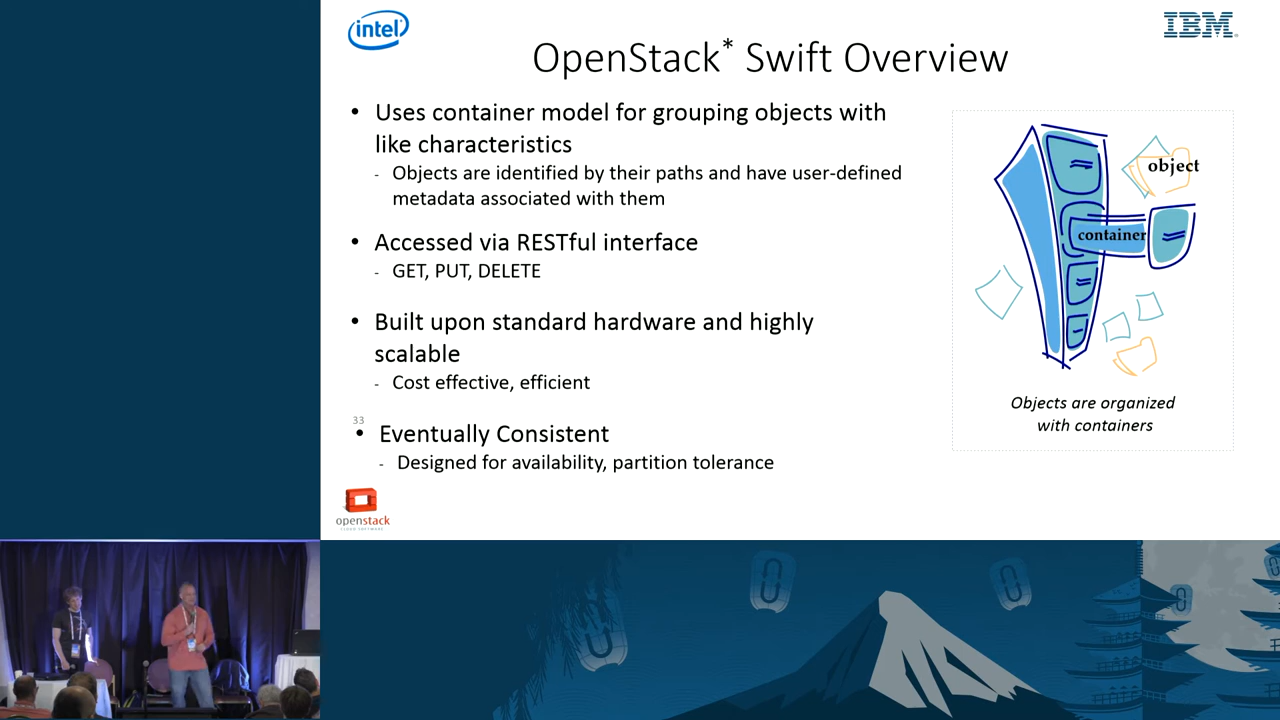 intel
IBM
OpenStack* Swift Overview
• Uses container model for grouping objects with
like characteristics
- Objects are identified by their paths and have user-defined
metadata associated with them
• Accessed via RESTful interface
- GET, PUT, DELETE
• Built upon standard hardware and highly
scalable
- Cost effective, efficient
33
• Eventually Consistent
- Designed for availability, partition tolerance
object
container
Objects are organized
with containers
openstack
CLOUD SOFTWARE